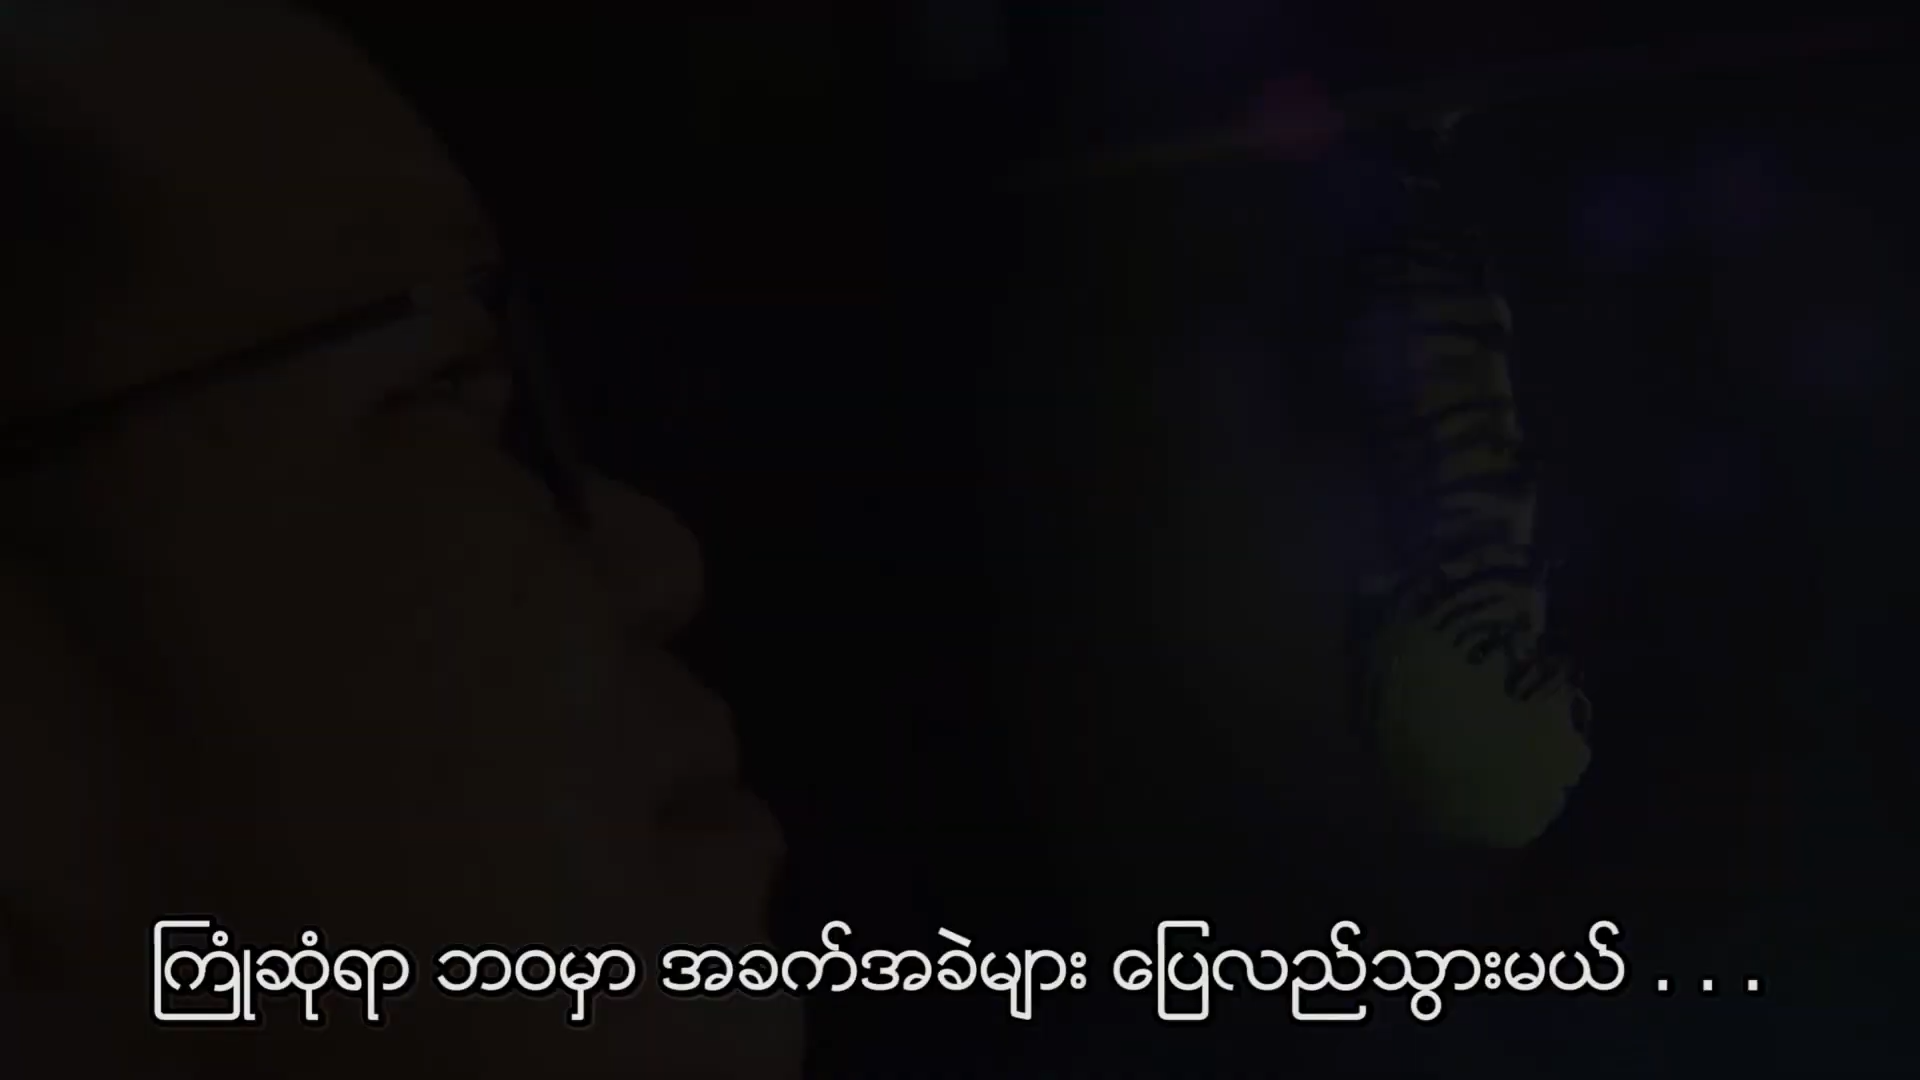 ကြုံဆုံရာ ဘဝမှာ အခက်အခဲများ ပြေလည်သွားမယ် . . .